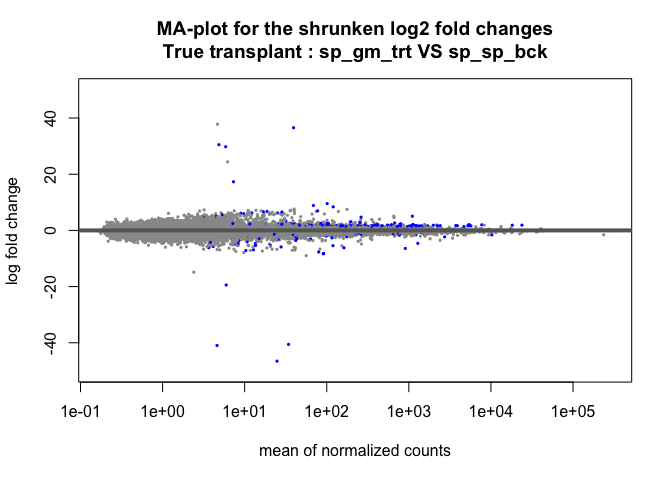 MA-plot for the shrunken log2 fold changes
True transplant : sp_gm_trt VS sp_sp_bck
log fold change
40
20
0
-20
-40
1e-01 1e+00 1e+01 1e+02 1e+03 1e+04 1e+05
mean of normalized counts